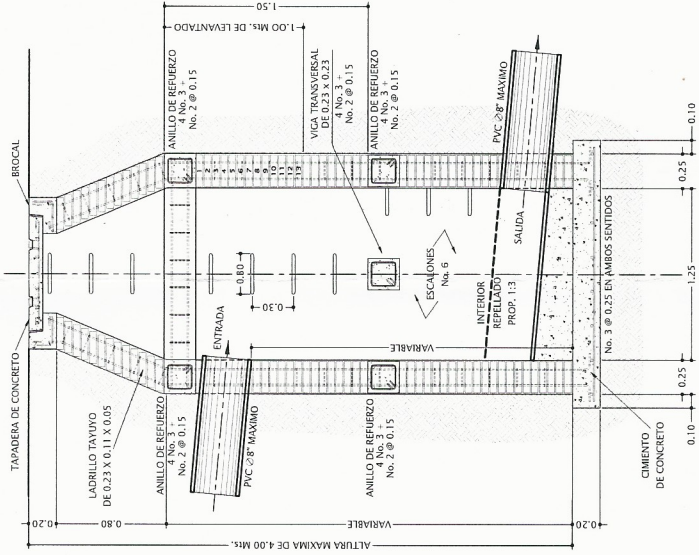 TAPADERA DE CONCRETO
BROCAL
LADRILLO TAYUYO
DE 0.23 X 0.11 X 0.05
ANILLO DE REFUERZO
4 No. 3 +
No. 2 @ 0.15
ANILLO DE REFUERZO
4 No. 3 +
No. 2 @ 0.15
1.50
1.00 Mts. DE LEVANTADO
1
2
3
4
5
6
7
8
9
10
11
12
13
VIGA TRANSVERSAL
DE 0.23 x 0.23
4 No. 3 +
No. 2 @ 0.15
ANILLO DE REFUERZO
4 No. 3 +
No. 2 @ 0.15
ANILLO DE REFUERZO
4 No. 3 +
No. 2 @ 0.15
ENTRADA
PVC ∅8" MAXIMO
0.80
0.30
ESCALONES
No. 6
VARIABLE
INTERIOR
REPELLADO
PROP. 1:3
SALIDA
PVC ∅8" MAXIMO
No. 3 @ 0.25 EN AMBOS SENTIDOS
CIMIENTO
DE CONCRETO
0.10
0.25
1.25
0.25
0.10
0.20
0.80
VARIABLE
0.20
ALTURA MAXIMA DE 4.00 Mts.